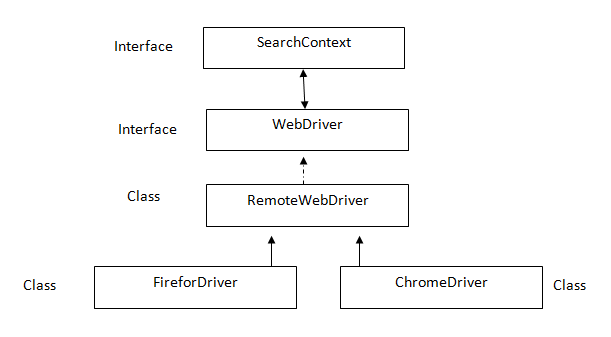 Interface
SearchContext
Interface
WebDriver
Class
RemoteWebDriver
Class
FireforDriver
ChromeDriver
Class